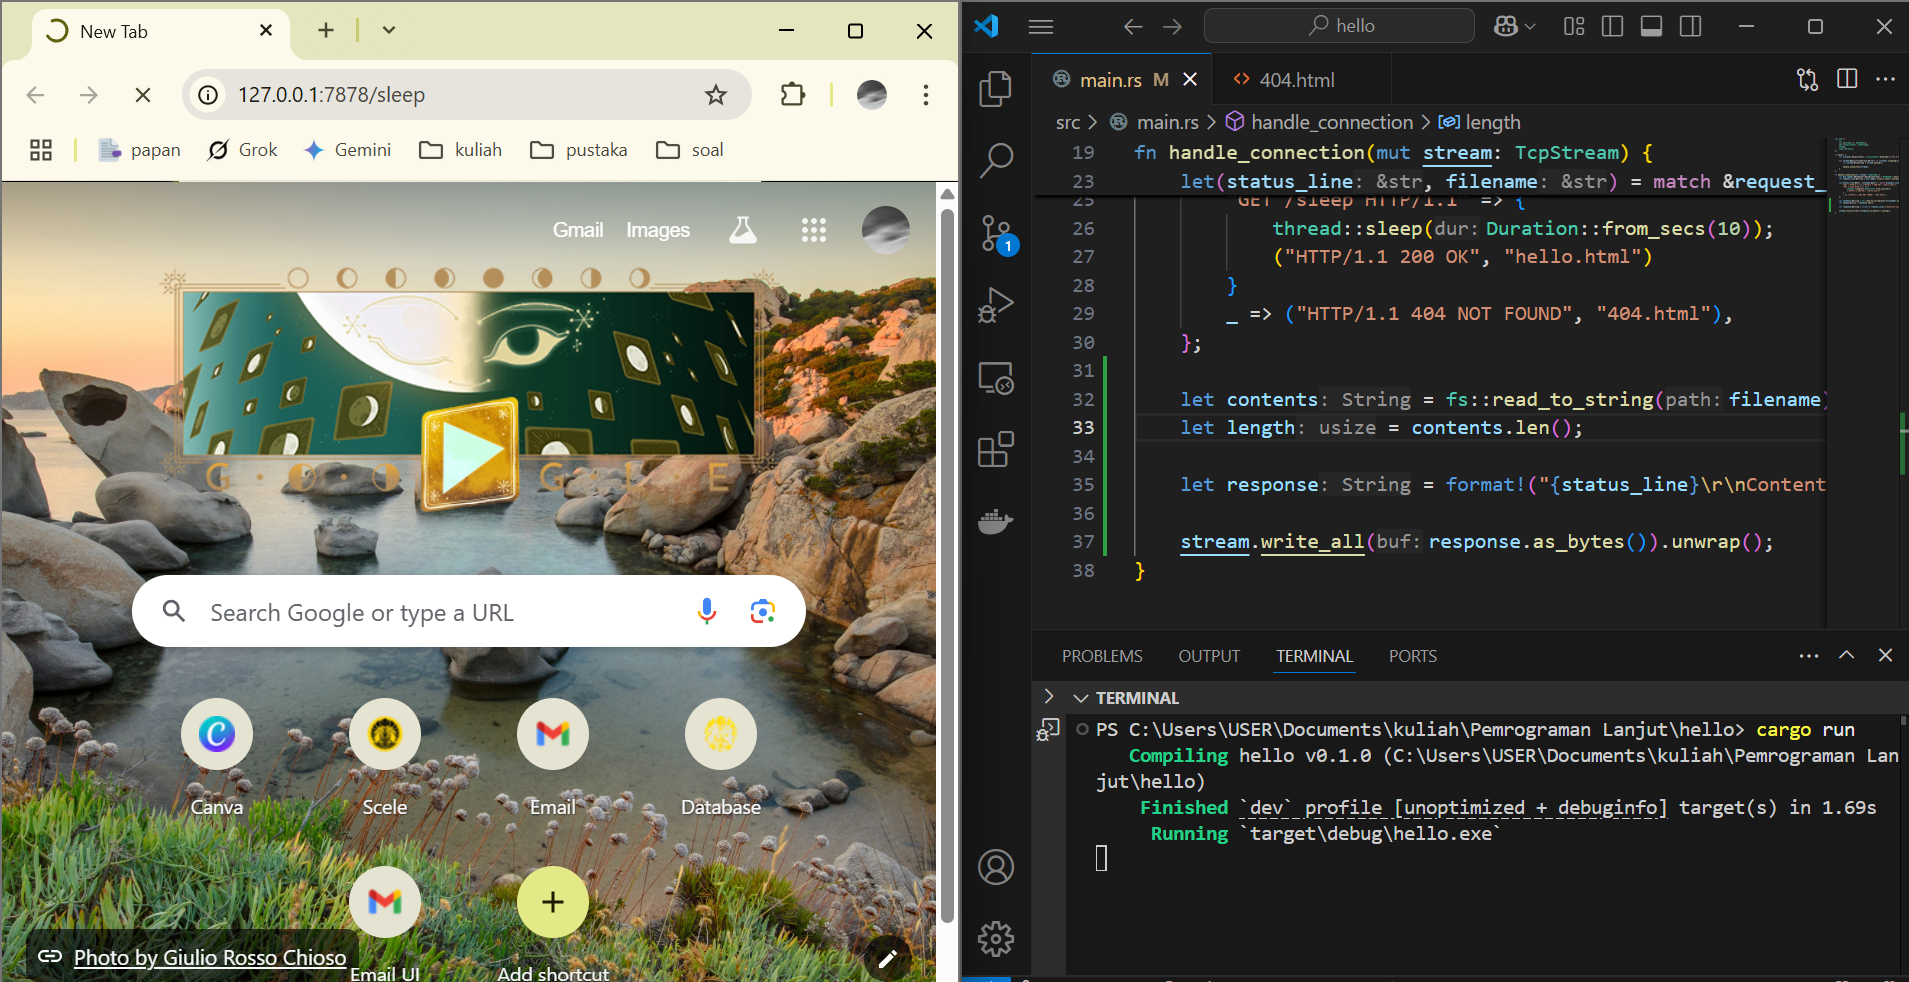 New Tab
127.0.0.1:7878/sleep
papan
Grok
Gemini
kuliah
pustaka
soal
Gmail
Images
G
G L E
Search Google or type a URL
Canva
Scele
Email
Database
Email UI
Add shortcut
Photo by Giulio Rosso Chioso
hello
1
main.rs M
404.html
src > main.rs > handle_connection > length
19 fn handle_connection(mut stream: TcpStream) {
23 let(status_line: &str, filename: &str) = match &request_
25 "GET /sleep HTTP/1.1" => {
26 thread::sleep(dur: Duration::from_secs(10));
27 ("HTTP/1.1 200 OK", "hello.html")
28 }
29 _ => ("HTTP/1.1 404 NOT FOUND", "404.html"),
30 };
31
32 let contents: String = fs::read_to_string(path: filename)
33 let length: usize = contents.len();
34
35 let response: String = format!("{status_line}\r\nContent
36
37 stream.write_all(buf: response.as_bytes()).unwrap();
38 }
PROBLEMS
OUTPUT
TERMINAL
PORTS
TERMINAL
PS C:\Users\USER\Documents\kuliah\Pemrograman Lanjut\hello> cargo run
Compiling hello v0.1.0 (C:\Users\USER\Documents\kuliah\Pemrograman Lan
jut\hello)
Finished `dev` profile [unoptimized + debuginfo] target(s) in 1.69s
Running `target\debug\hello.exe`